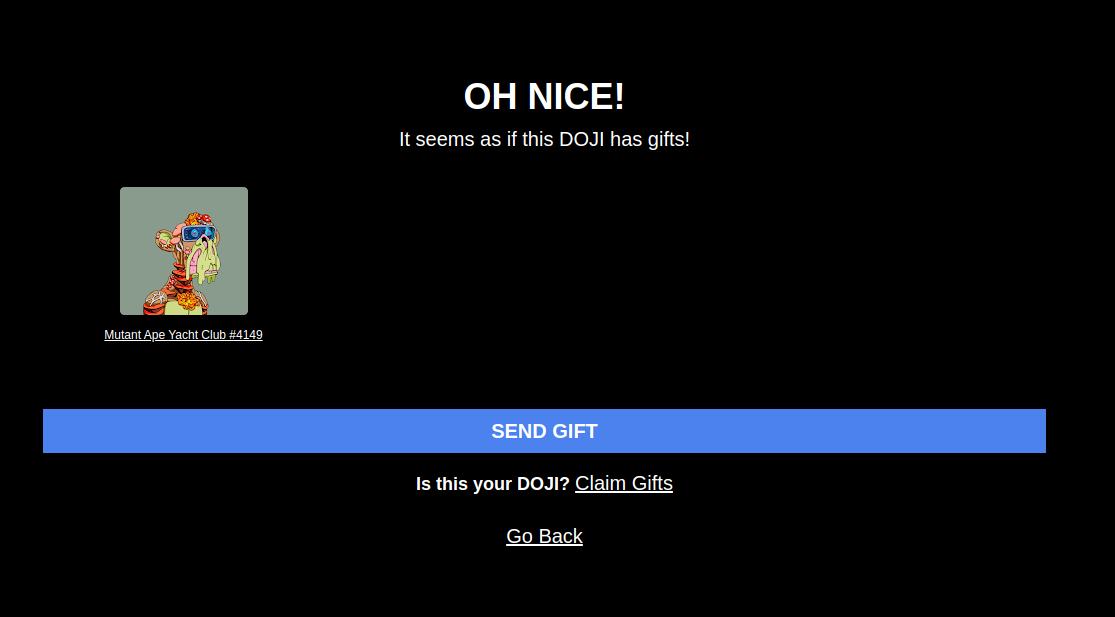 OH NICE!
It seems as if this DOJI has gifts!
Mutant Ape Yacht Club #4149
SEND GIFT
Is this your DOJI? Claim Gifts
Go Back